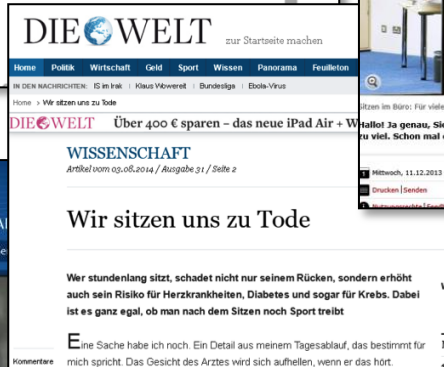 DIE WELT
zur Startseite machen
Home Politik Wirtschaft Geld Sport Wissen Panorama Feuilleton
IN DEN NACHRICHTEN: IS im Irak | Klaus Wowereit | Bundesliga | Ebola-Virus
Home > Wir sitzen uns zu Tode
DIE WELT Über 400 € sparen – das neue iPad Air + W
WISSENSCHAFT
Artikel vom 03.08.2014 / Ausgabe 31 / Seite 2
Wir sitzen uns zu Tode
Wer stundenlang sitzt, schadet nicht nur seinem Rücken, sondern erhöht
auch sein Risiko für Herzkrankheiten, Diabetes und sogar für Krebs. Dabei
ist es ganz egal, ob man nach dem Sitzen noch Sport treibt
Eine Sache habe ich noch. Ein Detail aus meinem Tagesablauf, das bestimmt für
mich spricht. Das Gesicht des Arztes wird sich aufhellen, wenn er das hört.
Kommentare
Sitzen im Büro: Für viele
Hallo! Ja genau, Sie
zu viel. Schon mal
Mittwoch, 11.12.2013
Drucken | Senden